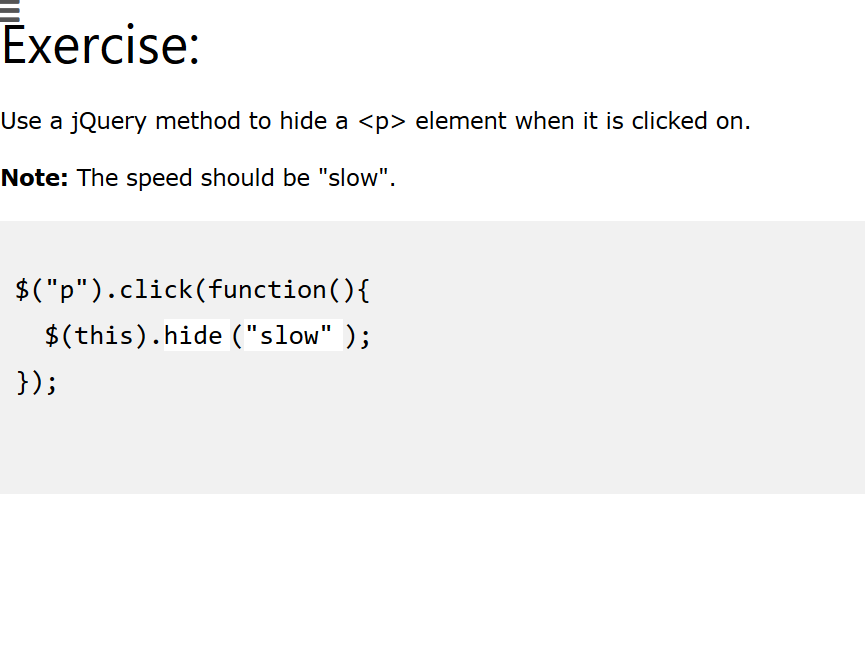 Exercise:
Use a jQuery method to hide a <p> element when it is clicked on.
Note: The speed should be "slow".
$("p").click(function(){
  $(this).hide("slow");
});